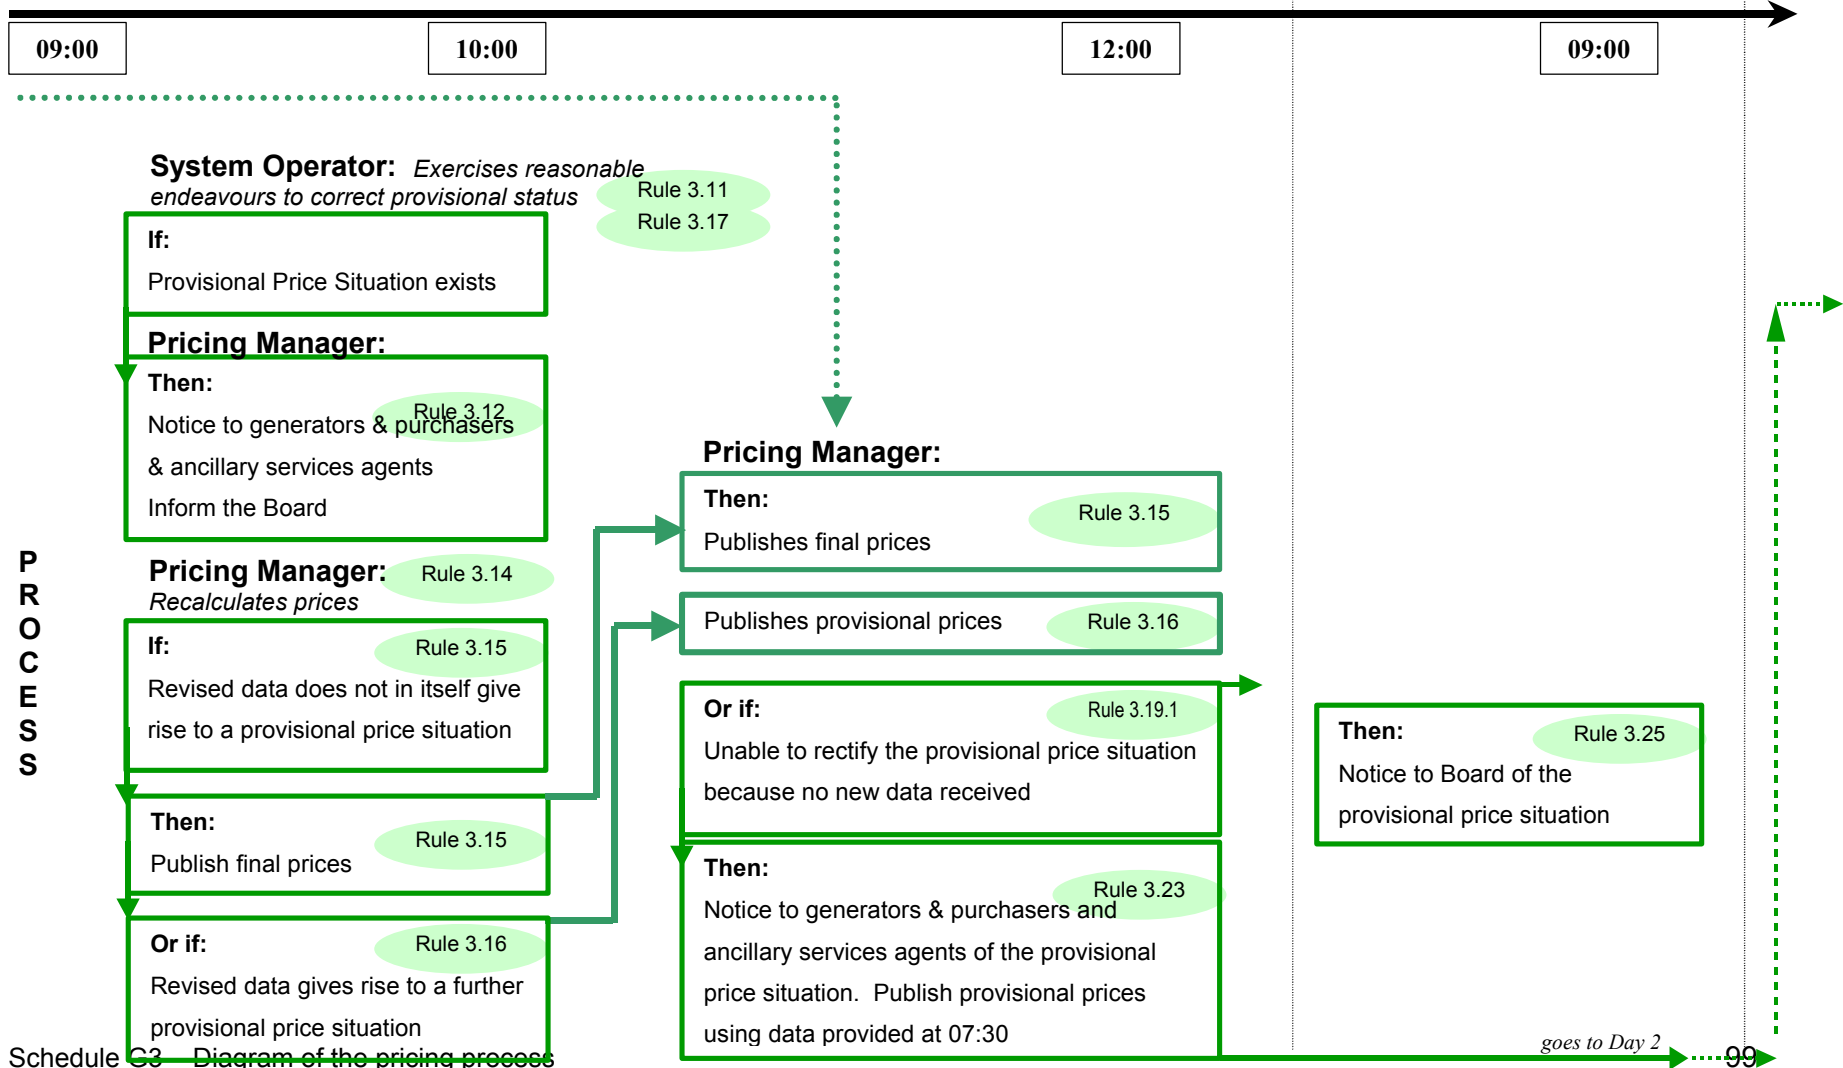 09:00
10:00
12:00
09:00
System Operator: Exercises reasonable
endeavours to correct provisional status
Rule 3.11
Rule 3.17
If:
Provisional Price Situation exists
Pricing Manager:
Then:
Rule 3.12
Notice to generators & purchasers
& ancillary services agents
Inform the Board
Pricing Manager:
Rule 3.14
Recalculates prices
If:
Rule 3.15
Revised data does not in itself give
rise to a provisional price situation
Then:
Rule 3.15
Publish final prices
Or if:
Rule 3.16
Revised data gives rise to a further
provisional price situation
Pricing Manager:
Then:
Rule 3.15
Publishes final prices
Publishes provisional prices
Rule 3.16
Or if:
Rule 3.19.1
Unable to rectify the provisional price situation
because no new data received
Then:
Rule 3.23
Notice to generators & purchasers and
ancillary services agents of the provisional
price situation.  Publish provisional prices
using data provided at 07:30
Then:
Rule 3.25
Notice to Board of the
provisional price situation
PROCESS
goes to Day 2
Schedule G3    Diagram of the pricing process
99